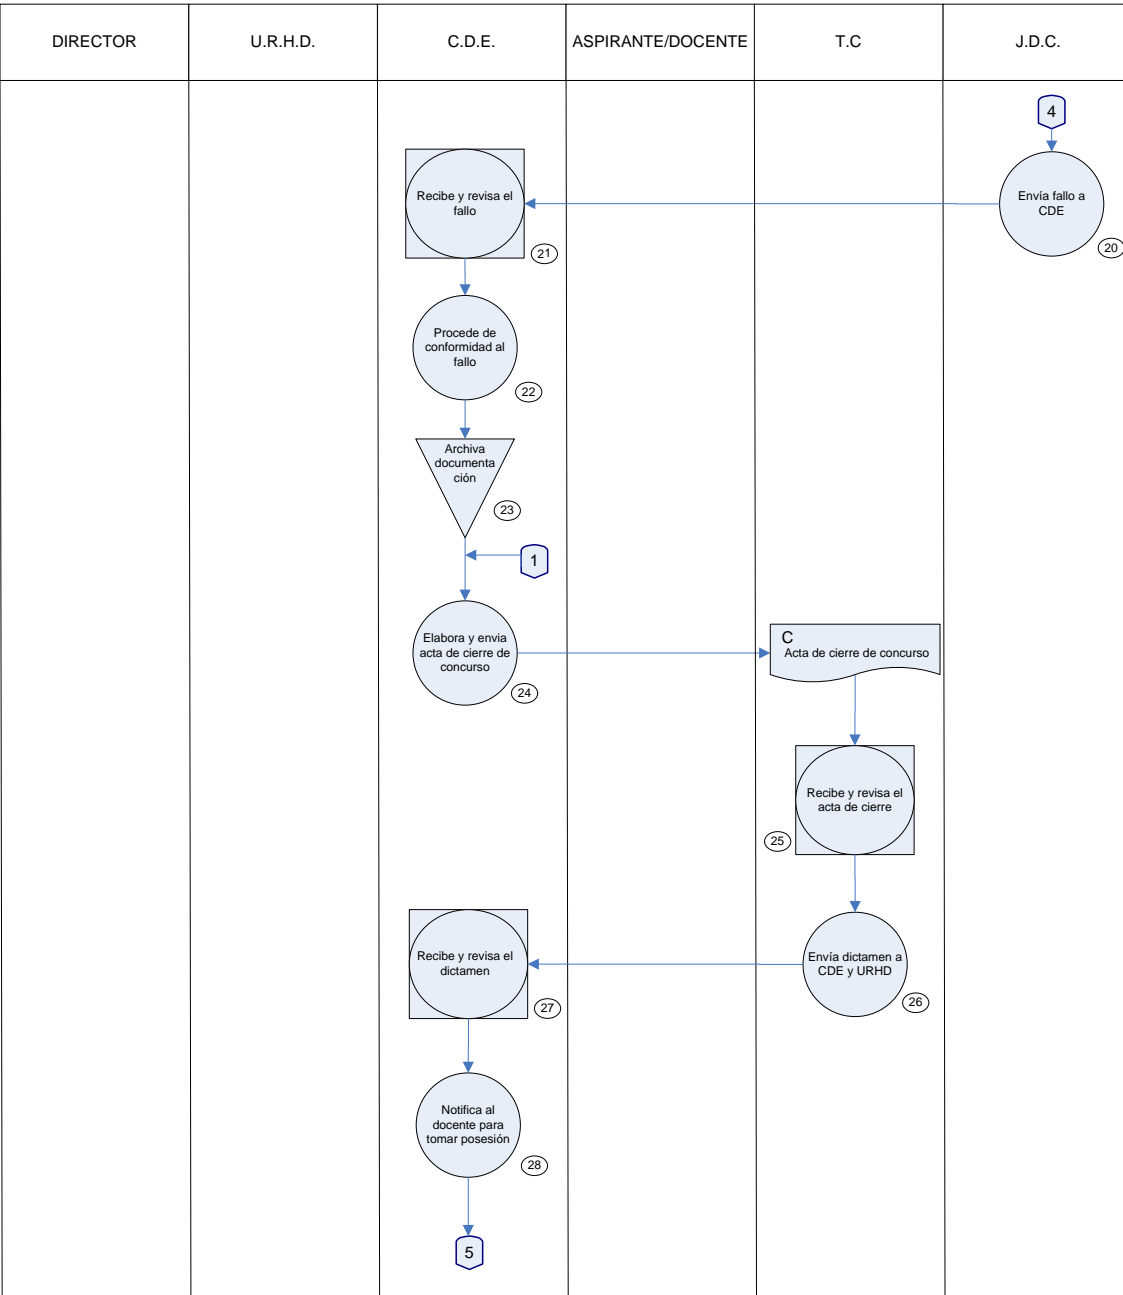 DIRECTOR
U.R.H.D.
C.D.E.
ASPIRANTE/DOCENTE
T.C
J.D.C.
4
Envía fallo a
CDE
20
Recibe y revisa el
fallo
21
Procede de
conformidad al
fallo
22
Archiva
documenta
ción
23
1
Elabora y envia
acta de cierre de
concurso
24
C
Acta de cierre de concurso
Recibe y revisa el
acta de cierre
25
Envía dictamen a
CDE y URHD
26
Recibe y revisa el
dictamen
27
Notifica al
docente para
tomar posesión
28
5